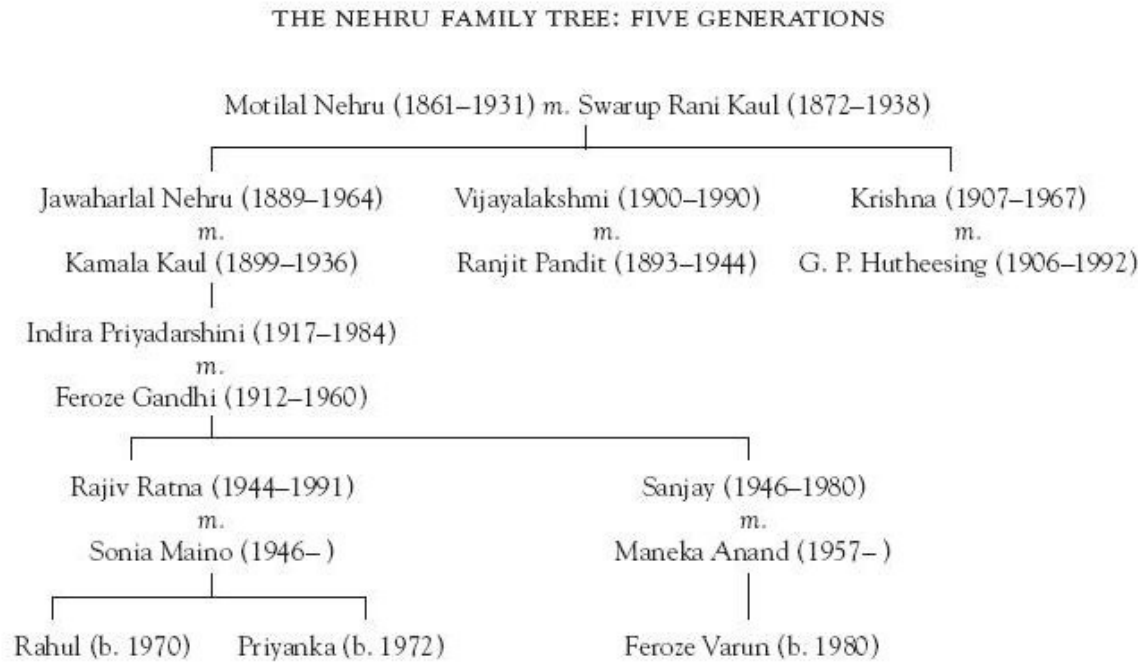 THE NEHRU FAMILY TREE: FIVE GENERATIONS
Motilal Nehru (1861–1931) m. Swarup Rani Kaul (1872–1938)
Jawaharlal Nehru (1889–1964) Vijayalakshmi (1900–1990) Krishna (1907–1967)
m. m. m.
Kamala Kaul (1899–1936) Ranjit Pandit (1893–1944) G. P. Hutheesing (1906–1992)
Indira Priyadarshini (1917–1984)
m.
Feroze Gandhi (1912–1960)
Rajiv Ratna (1944–1991) Sanjay (1946–1980)
m. m.
Sonia Maino (1946– ) Maneka Anand (1957– )
Rahul (b. 1970) Priyanka (b. 1972) Feroze Varun (b. 1980)